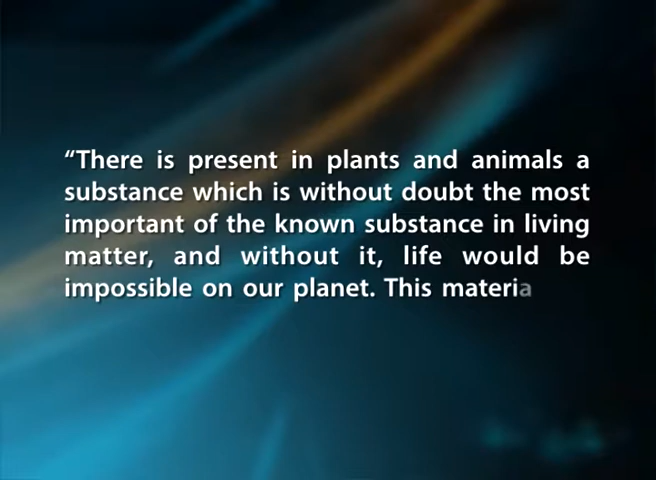 “There is present in plants and animals a
substance which is without doubt the most
important of the known substance in living
matter, and without it, life would be
impossible on our planet. This materia